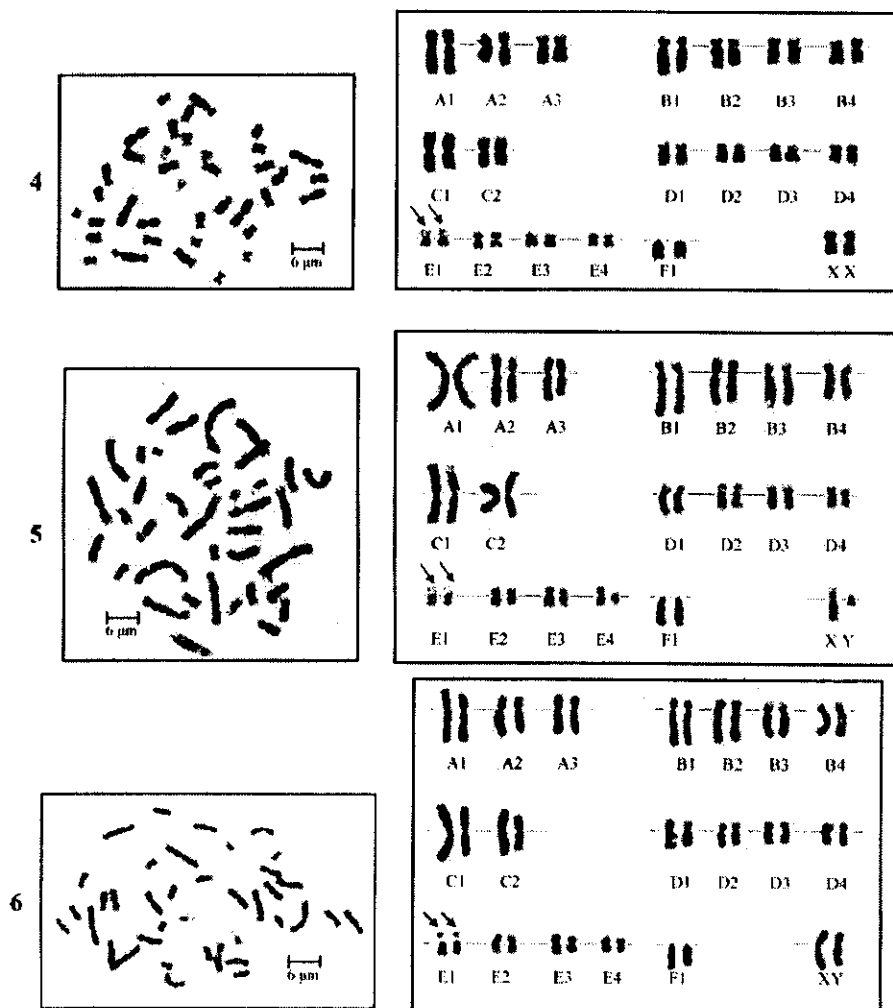 A1 A2 A3 B1 B2 B3 B4
4
C1 C2 D1 D2 D3 D4
6 µm
E1 E2 E3 E4 F1 X X
A1 A2 A3 B1 B2 B3 B4
5
C1 C2 D1 D2 D3 D4
6 µm
E1 E2 E3 E4 F1 X Y
A1 A2 A3 B1 B2 B3 B4
C1 C2 D1 D2 D3 D4
6
6 µm
E1 E2 E3 E4 F1 XY